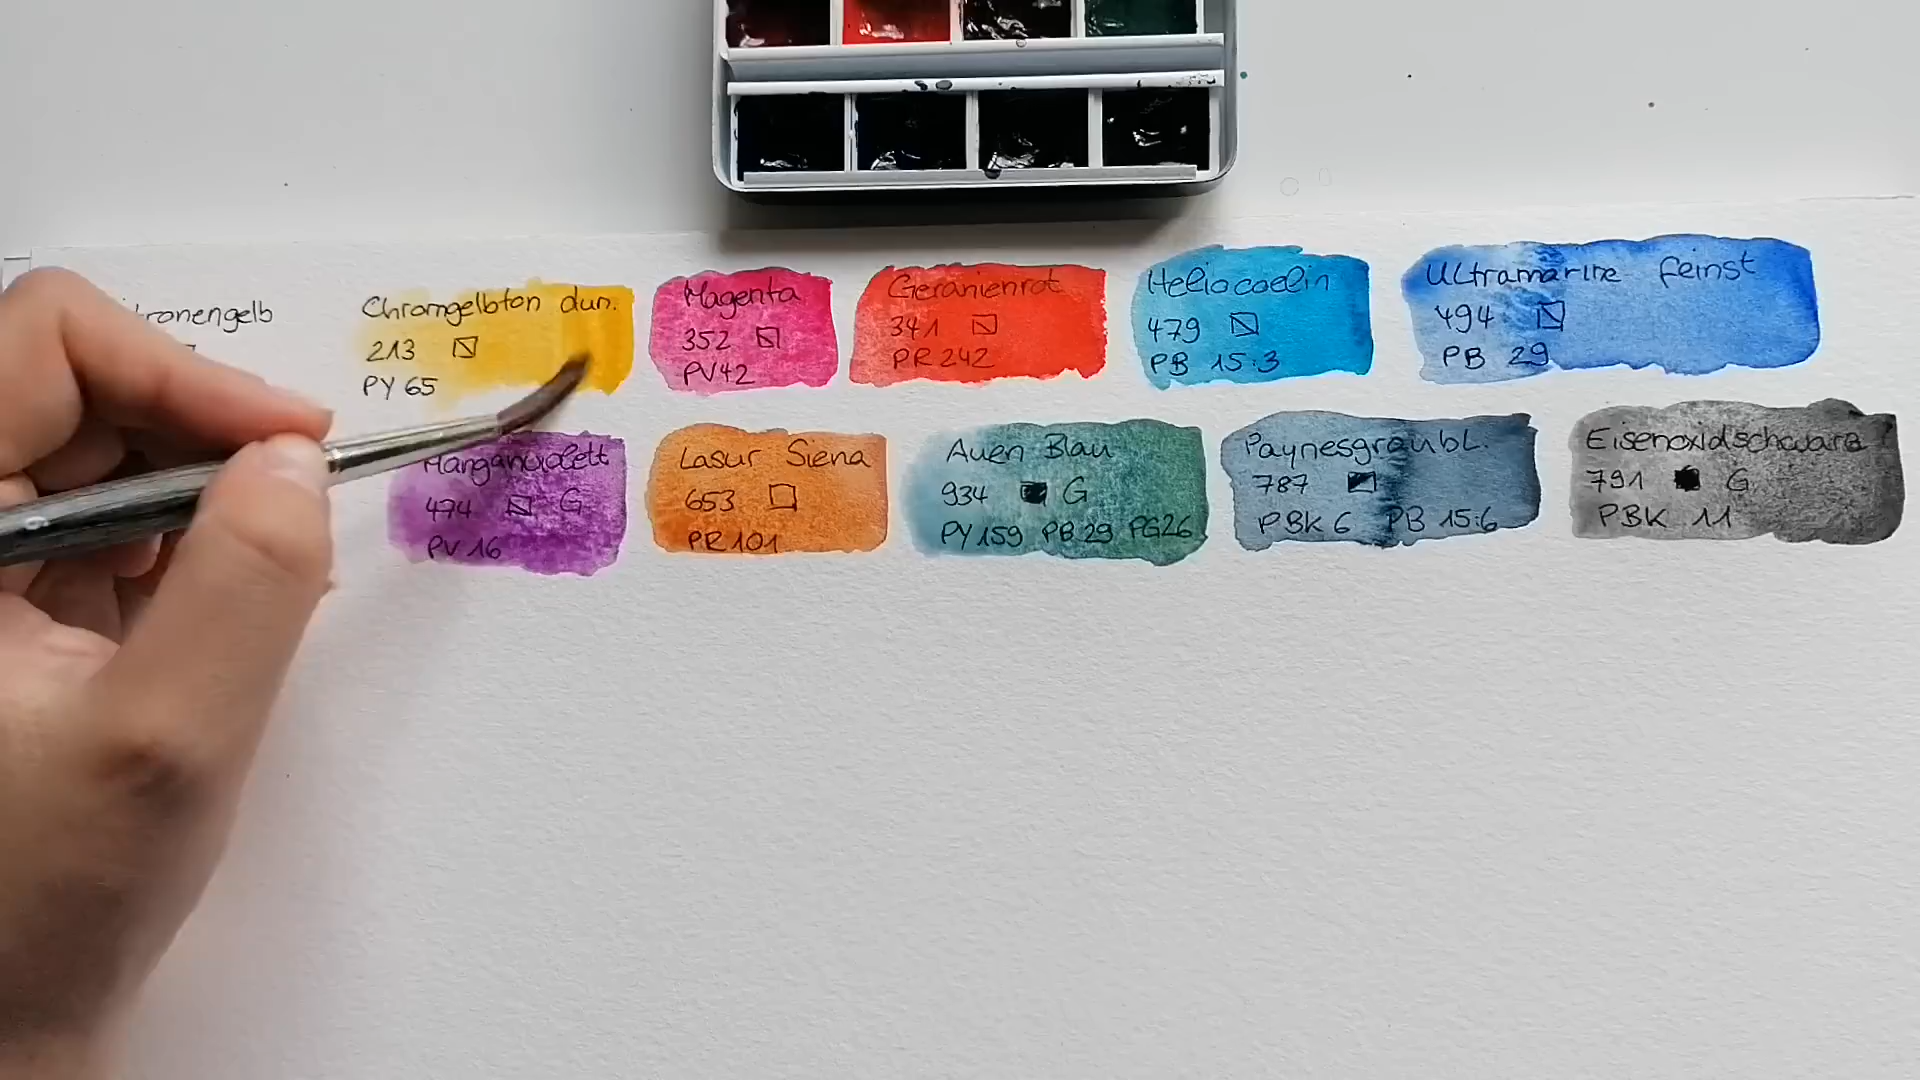 Chromgelbton dun.
213
PY 65
Magenta
352
PV42
Geranienrot
341
PR 242
Heliocoelin
479
PB 15:3
Ultramarine feinst
494
PB 29
Manganviolett
474 G
PV 16
Lasur Siena
653
PR 101
Auen Blau
934 G
PY 159 PB 29 PG26
Paynesgraubl.
787
PBK 6 PB 15:6
Eisenoxidschwarz
791 G
PBK 11